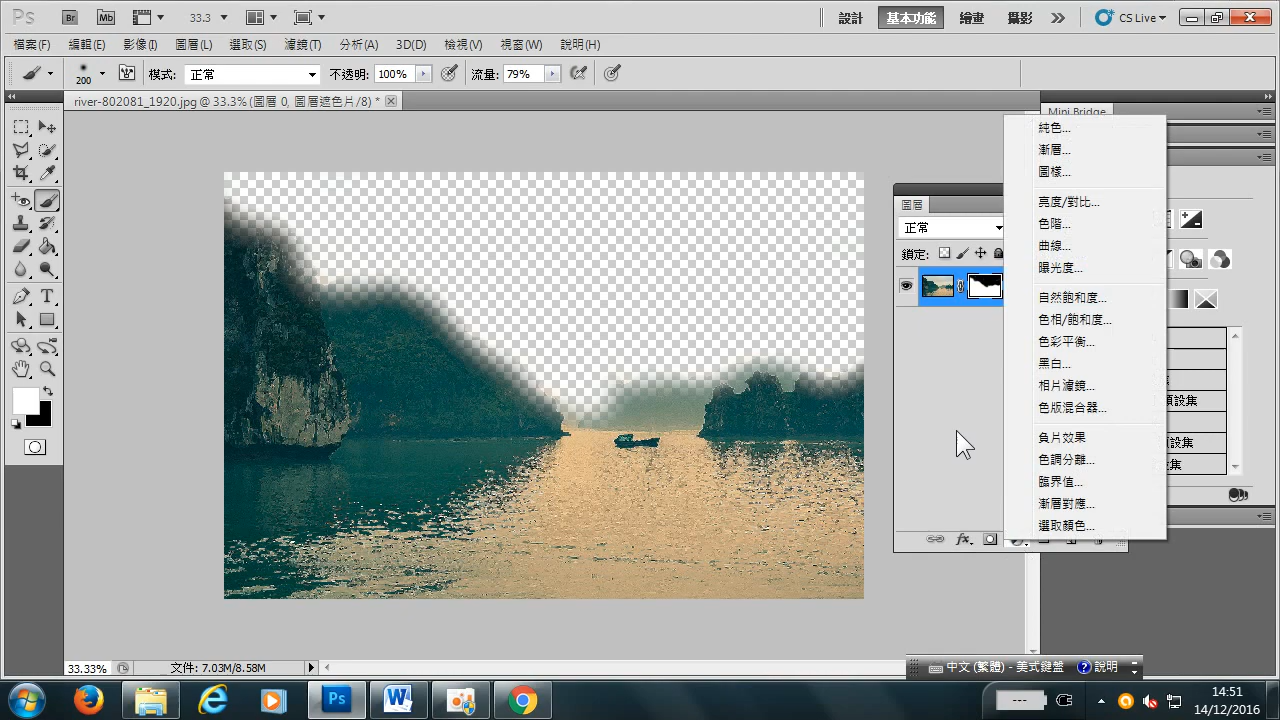 Ps Br Mb 33.3 設計 基本功能 繪畫 攝影 CS Live
檔案(F) 編輯(E) 影像(I) 圖層(L) 選取(S) 濾鏡(T) 分析(A) 3D(D) 檢視(V) 視窗(W) 說明(H)
200 模式: 正常 不透明: 100% 流量: 79%
river-802081_1920.jpg @ 33.3% (圖層 0, 圖層遮色片/8) *
Mini Bridge
純色...
漸層...
圖樣...
亮度/對比...
色階...
曲線...
曝光度...
自然飽和度...
色相/飽和度...
色彩平衡...
黑白...
相片濾鏡...
色版混合器...
負片效果
色調分離...
臨界值...
漸層對應...
選取顏色...
圖層
正常
鎖定:
設集
設集
集
fx
33.33% 文件: 7.03M/8.58M
中文 (繁體) - 美式鍵盤 說明
Ps W
14:51
14/12/2016